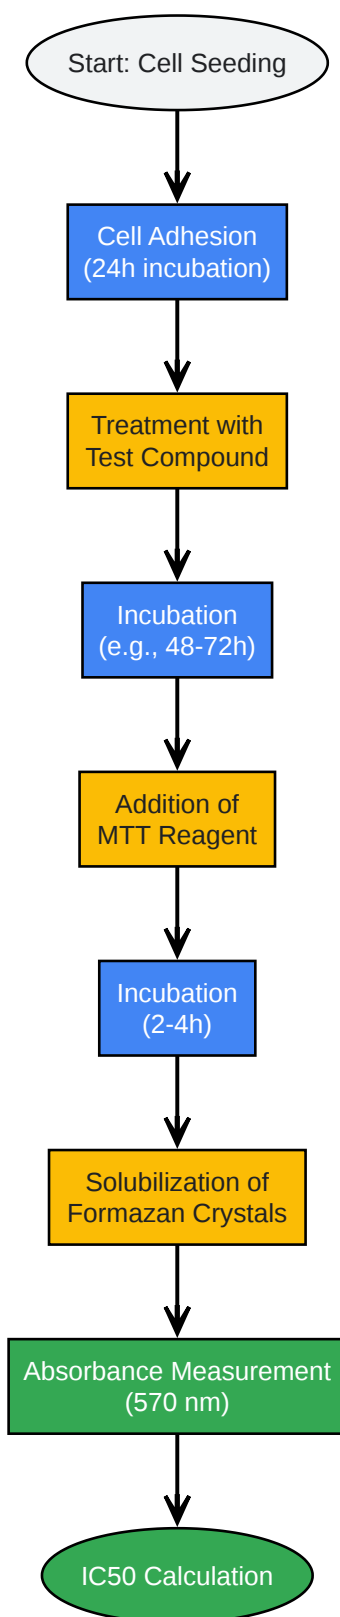 Start: Cell Seeding
Cell Adhesion
(24h incubation)
Treatment with
Test Compound
Incubation
(e.g., 48-72h)
Addition of
MTT Reagent
Incubation
(2-4h)
Solubilization of
Formazan Crystals
Absorbance Measurement
(570 nm)
IC50 Calculation